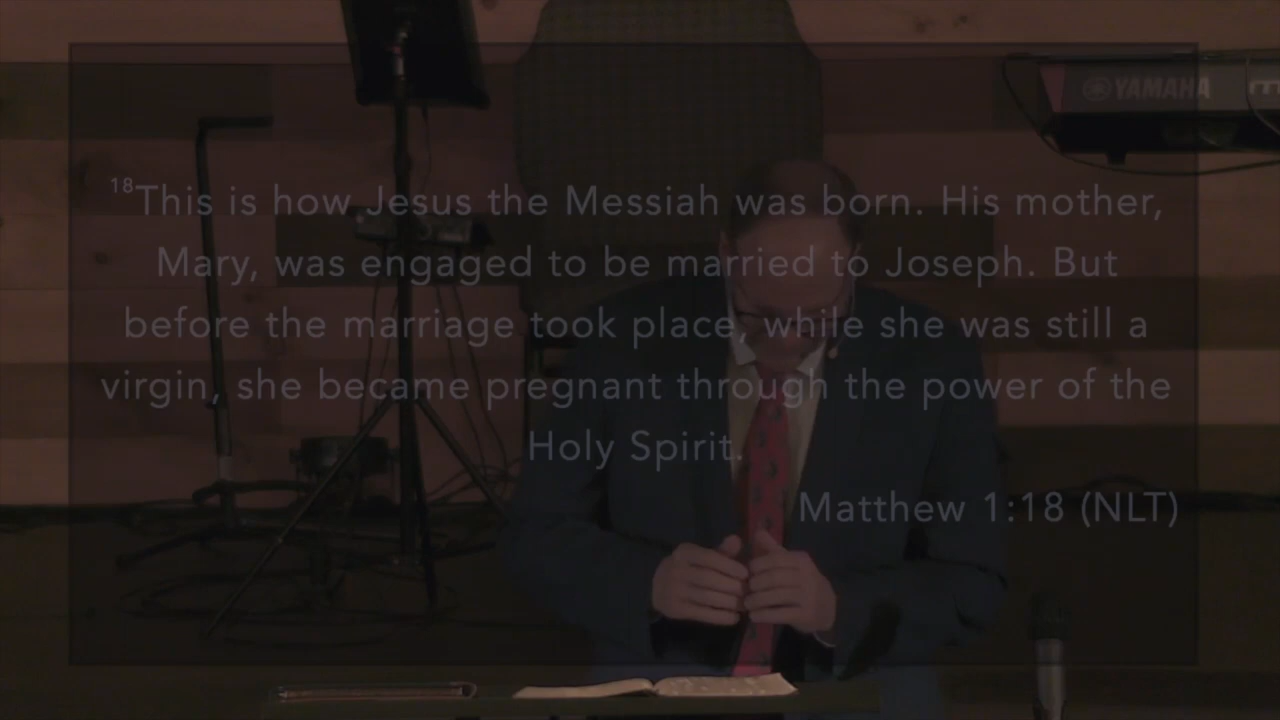 YAMAHA
18This is how Jesus the Messiah was born. His mother,
Mary, was engaged to be married to Joseph. But
before the marriage took place, while she was still a
virgin, she became pregnant through the power of the
Holy Spirit.
Matthew 1:18 (NLT)